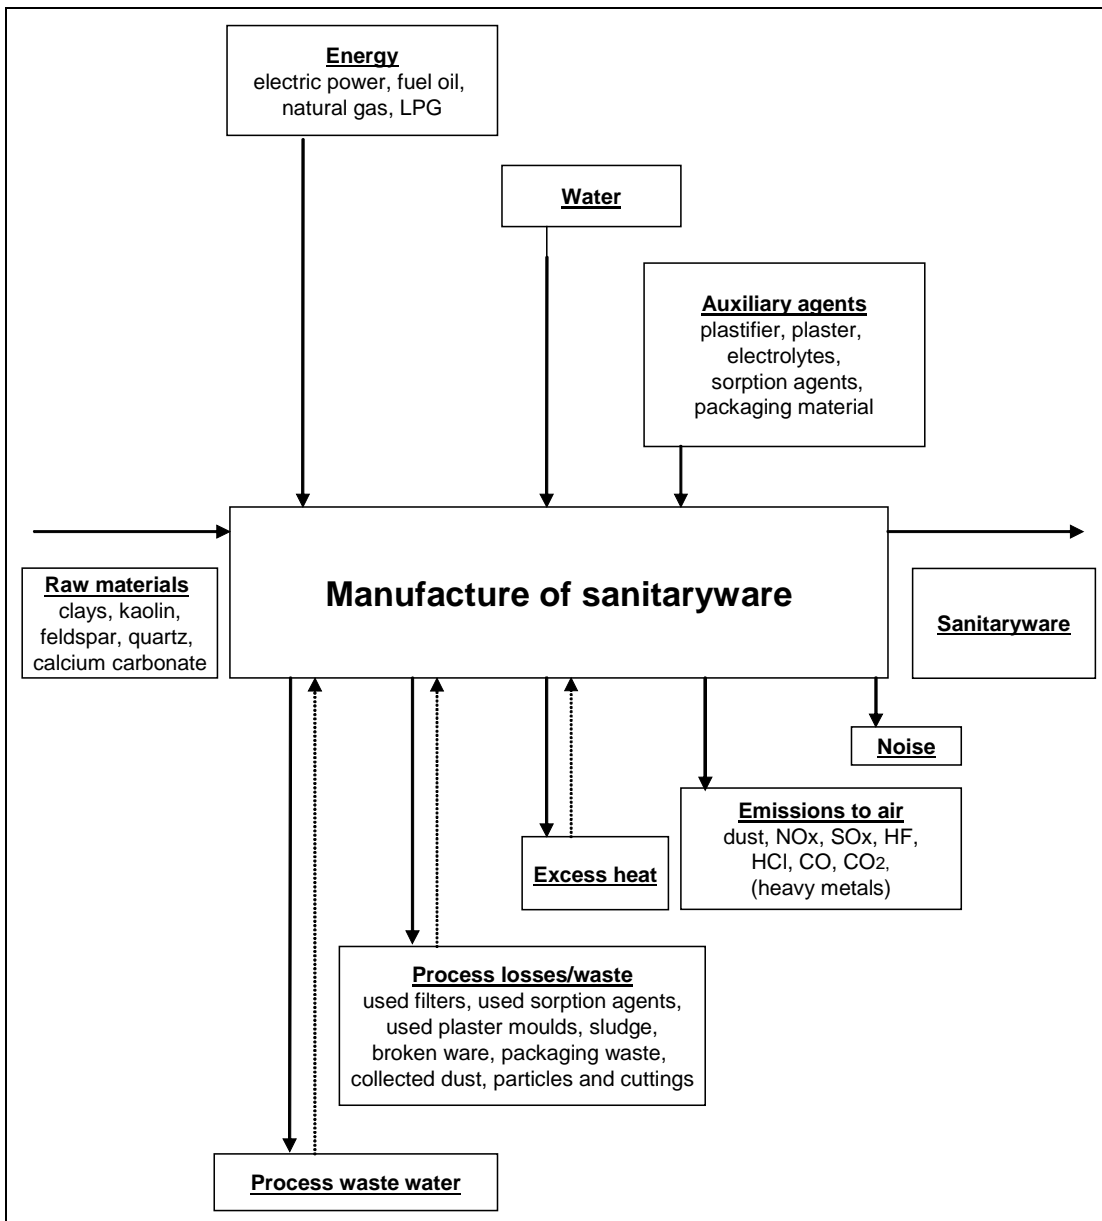 Energy
electric power, fuel oil,
natural gas, LPG
Water
Auxiliary agents
plastifier, plaster,
electrolytes,
sorption agents,
packaging material
Raw materials
clays, kaolin,
feldspar, quartz,
calcium carbonate
Manufacture of sanitaryware
Sanitaryware
Noise
Emissions to air
dust, NOx, SOx, HF,
HCl, CO, CO2,
(heavy metals)
Excess heat
Process losses/waste
used filters, used sorption agents,
used plaster moulds, sludge,
broken ware, packaging waste,
collected dust, particles and cuttings
Process waste water